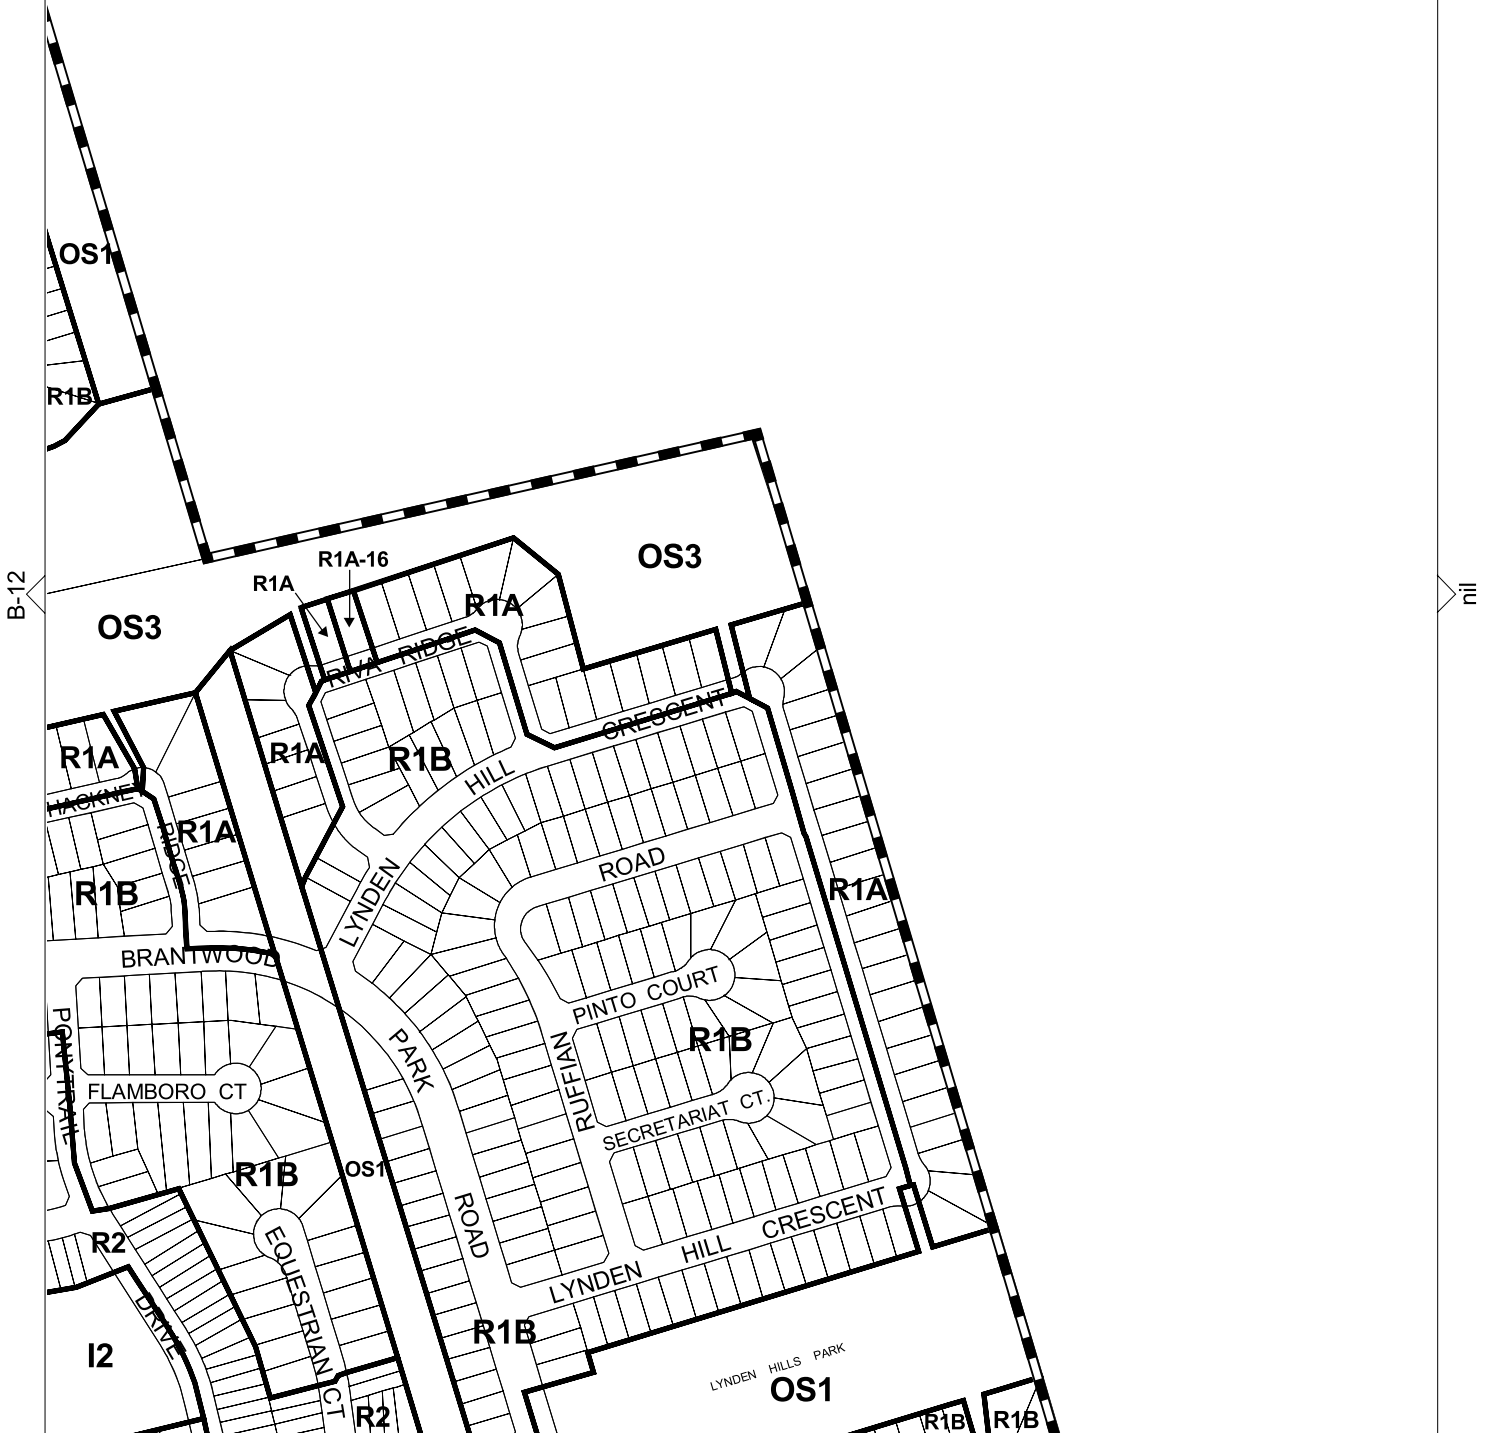 OS1
R1B
R1A-16
R1A
OS3
B-12
nil
R1A
OS3
RIVA RIDGE
CRESCENT
R1A
R1A
R1B
HILL
HACKNEY
RIDGE
R1A
ROAD
R1B
R1A
LYNDEN
BRANTWOOD
PINTO COURT
PONYTRAIL
PARK
R1B
RUFFIAN
FLAMBORO CT
SECRETARIAT CT.
R1B
OS1
ROAD
LYNDEN HILL CRESCENT
R2
EQUESTRIAN CT
DRIVE
R1B
I2
LYNDEN HILLS PARK
OS1
R2
R1B
R1B